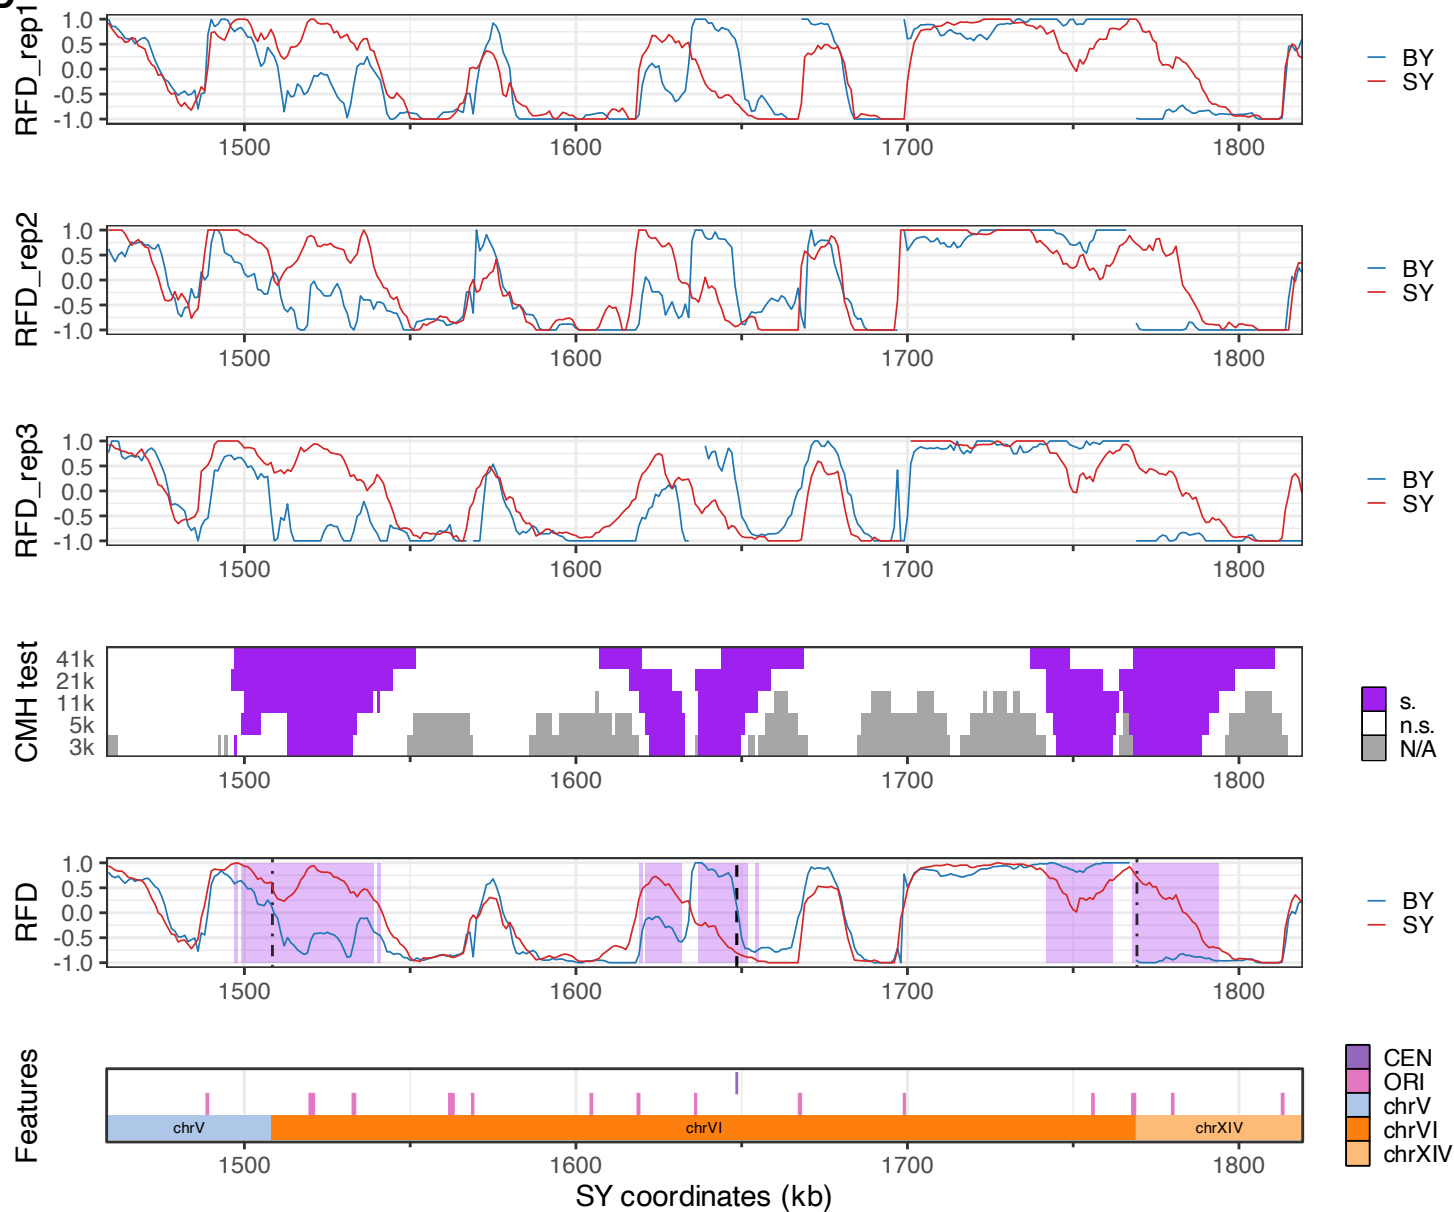 RFD_rep1
1.0
0.5
0.0
-0.5
-1.0
1500
1600
1700
1800
BY
SY
RFD_rep2
1.0
0.5
0.0
-0.5
-1.0
1500
1600
1700
1800
BY
SY
RFD_rep3
1.0
0.5
0.0
-0.5
-1.0
1500
1600
1700
1800
BY
SY
CMH test
41k
21k
11k
5k
3k
1500
1600
1700
1800
s.
n.s.
N/A
RFD
1.0
0.5
0.0
-0.5
-1.0
1500
1600
1700
1800
BY
SY
Features
chrV
chrVI
chrXIV
1500
1600
1700
1800
SY coordinates (kb)
CEN
ORI
chrV
chrVI
chrXIV